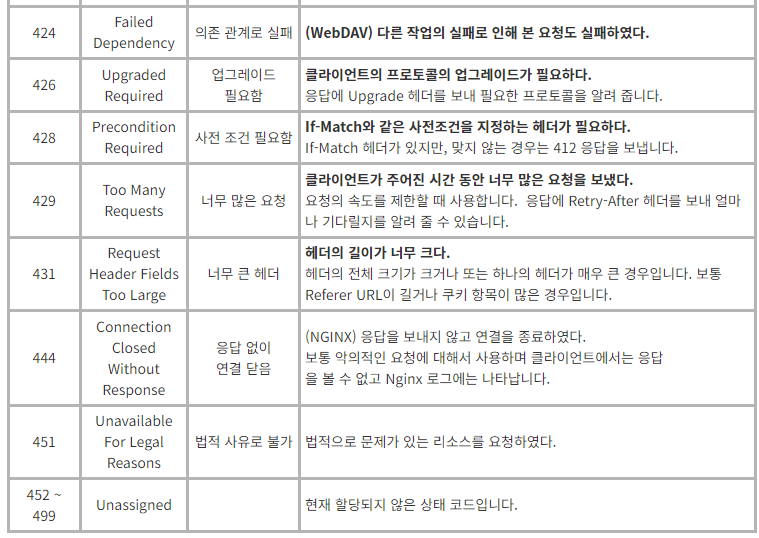 424
Failed
Dependency
의존 관계로 실패
(WebDAV) 다른 작업의 실패로 인해 본 요청도 실패하였다.
426
Upgraded
Required
업그레이드
필요함
클라이언트의 프로토콜의 업그레이드가 필요하다.
응답에 Upgrade 헤더를 보내 필요한 프로토콜을 알려 줍니다.
428
Precondition
Required
사전 조건 필요함
If-Match와 같은 사전조건을 지정하는 헤더가 필요하다.
If-Match 헤더가 있지만, 맞지 않는 경우는 412 응답을 보냅니다.
429
Too Many
Requests
너무 많은 요청
클라이언트가 주어진 시간 동안 너무 많은 요청을 보냈다.
요청의 속도를 제한할 때 사용합니다. 응답에 Retry-After 헤더를 보내 얼마
나 기다릴지를 알려 줄 수 있습니다.
431
Request
Header Fields
Too Large
너무 큰 헤더
헤더의 길이가 너무 크다.
헤더의 전체 크기가 크거나 또는 하나의 헤더가 매우 큰 경우입니다. 보통
Referer URL이 길거나 쿠키 항목이 많은 경우입니다.
444
Connection
Closed
Without
Response
응답 없이
연결 닫음
(NGINX) 응답을 보내지 않고 연결을 종료하였다.
보통 악의적인 요청에 대해서 사용하며 클라이언트에서는 응답
을 볼 수 없고 Nginx 로그에는 나타납니다.
451
Unavailable
For Legal
Reasons
법적 사유로 불가
법적으로 문제가 있는 리소스를 요청하였다.
452 ~
499
Unassigned
현재 할당되지 않은 상태 코드입니다.